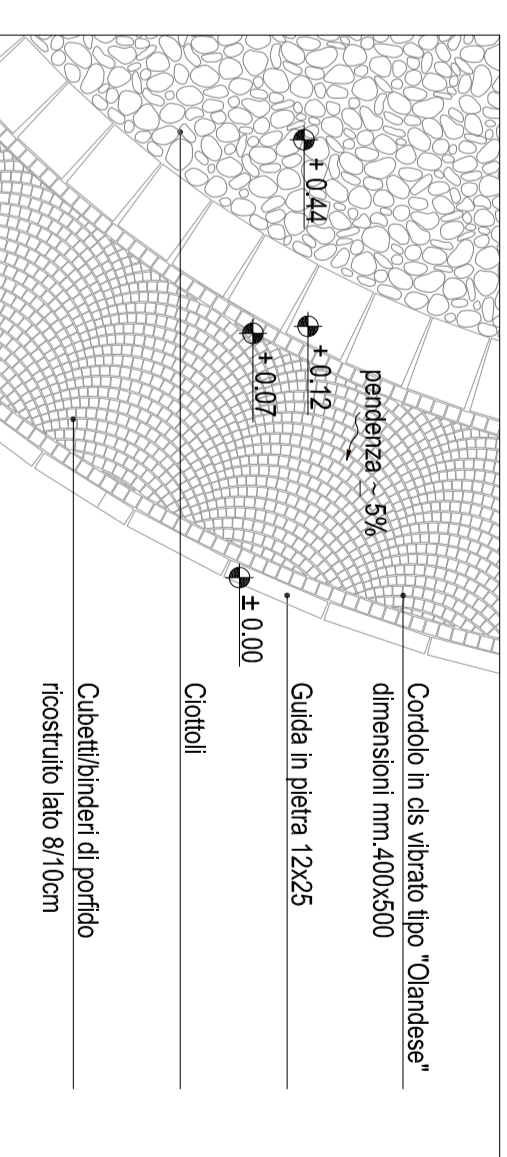 Cordolo in cls vibrato tipo "Olandese"
dimensioni mm.400x500
Guida in pietra 12x25
Ciottoli
Cubetti/binderi di porfido
ricostruito lato 8/10cm
pendenza ~ 5%
+ 0.44
+ 0.12
+ 0.07
± 0.00